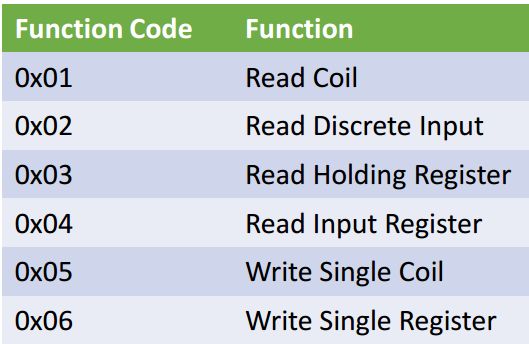 Function Code Function
0x01 Read Coil
0x02 Read Discrete Input
0x03 Read Holding Register
0x04 Read Input Register
0x05 Write Single Coil
0x06 Write Single Register